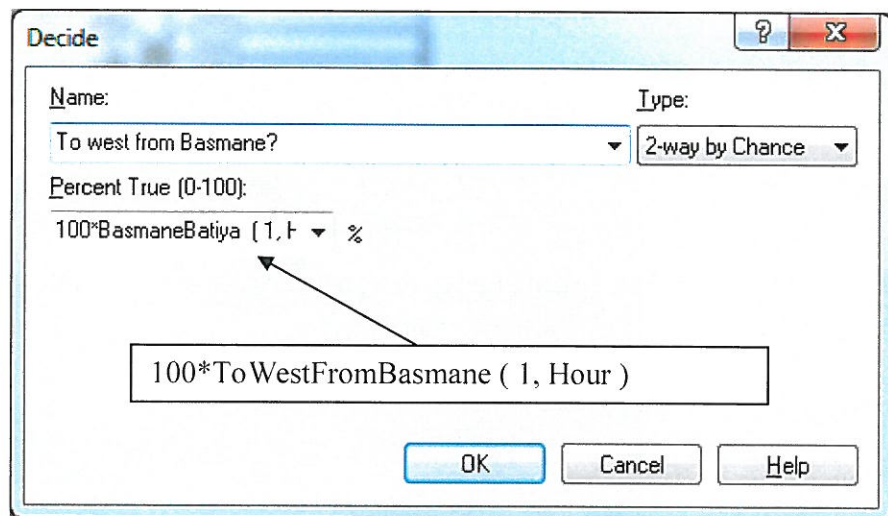 Decide
Name:
Type:
To west from Basmane?
2-way by Chance
Percent True (0-100):
100*BasmaneBatiya ( 1, H
%
100*ToWestFromBasmane ( 1, Hour )
OK
Cancel
Help